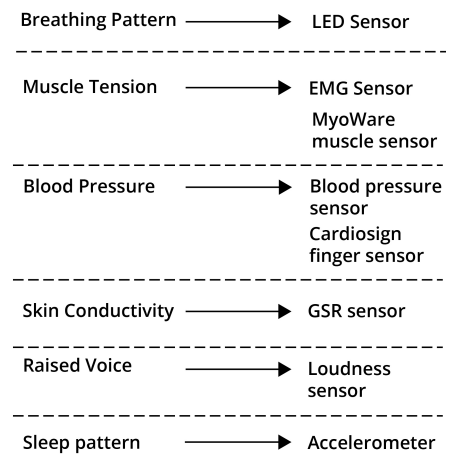 Breathing Pattern LED Sensor
Muscle Tension EMG Sensor
MyoWare
muscle sensor
Blood Pressure Blood pressure
sensor
Cardiosign
finger sensor
Skin Conductivity GSR sensor
Raised Voice Loudness
sensor
Sleep pattern Accelerometer